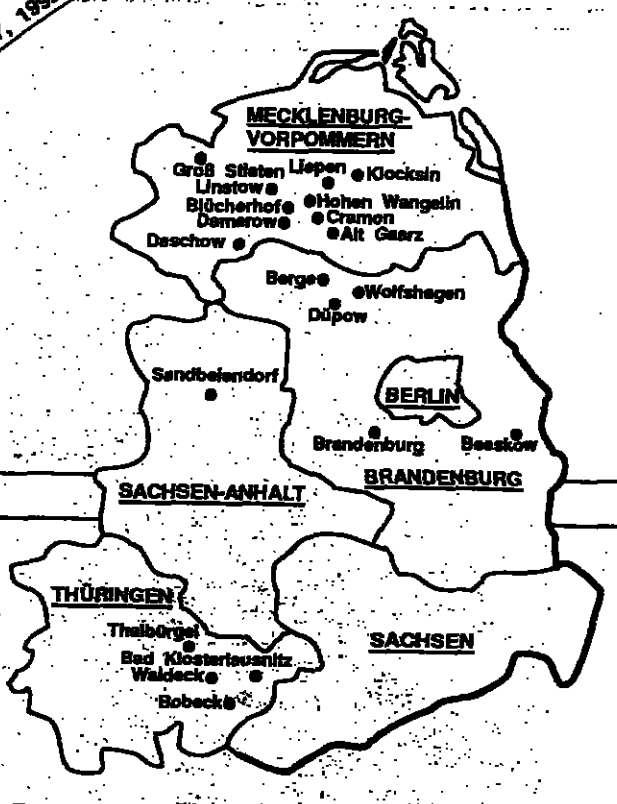 MECKLENBURG-
VORPOMMERN
Groß Stieten
Liepen
Klocksin
Linstow
Blücherhof
Hohen Wangelin
Damerow
Cramon
Daschow
Alt Gaarz
Berge
Wolfshagen
Düpow
Sandbeiendorf
BERLIN
Brandenburg
Beeskow
SACHSEN-ANHALT
BRANDENBURG
THÜRINGEN
Thalbürgel
SACHSEN
Bad Klosterlausnitz
Waldeck
Bobeck